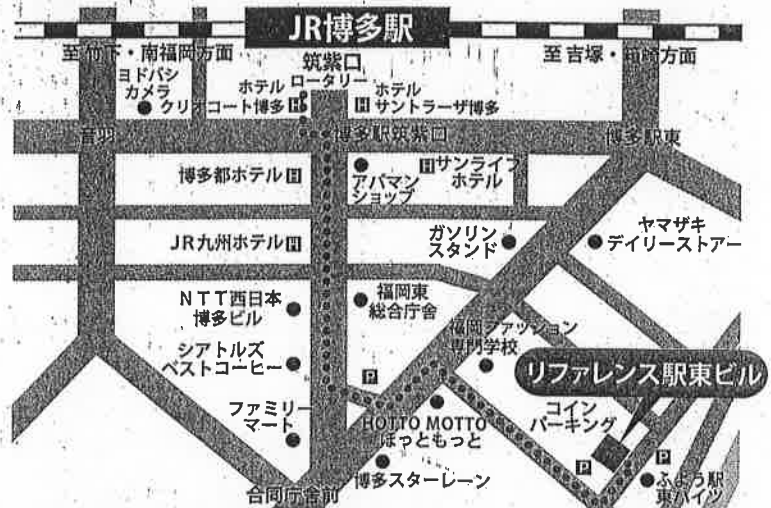 JR博多駅
至 竹下・南福岡方面
至 吉塚・箱崎方面
筑紫口
ロータリー
ヨドバシ
カメラ
ホテル
クリオコート博多 H
H ホテル
サントラーザ博多
音羽
博多駅筑紫口
博多駅東
博多都ホテル H
アパマン
ショップ
H サンライフ
ホテル
JR九州ホテル H
ガソリン
スタンド
ヤマザキ
デイリーストアー
NTT西日本
博多ビル
福岡東
総合庁舎
福岡ファッション
専門学校
シアトルズ
ベストコーヒー
P
リファレンス駅東ビル
ファミリー
マート
HOTTO MOTTO
ほっともっと
コイン
パーキング
P
P
博多スターレーン
ふよう駅
東ハイツ
合同庁舎前